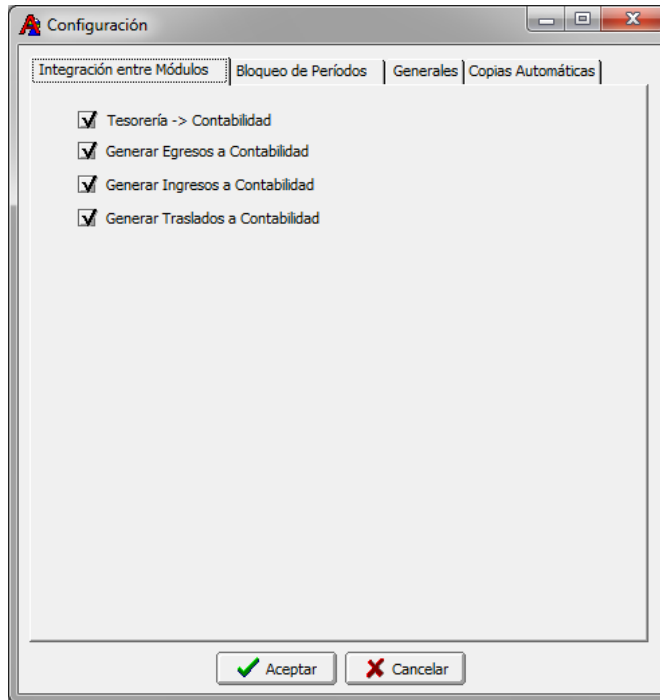 Configuración
Integración entre Módulos Bloqueo de Períodos Generales Copias Automáticas
Tesorería -> Contabilidad
Generar Egresos a Contabilidad
Generar Ingresos a Contabilidad
Generar Traslados a Contabilidad
Aceptar Cancelar